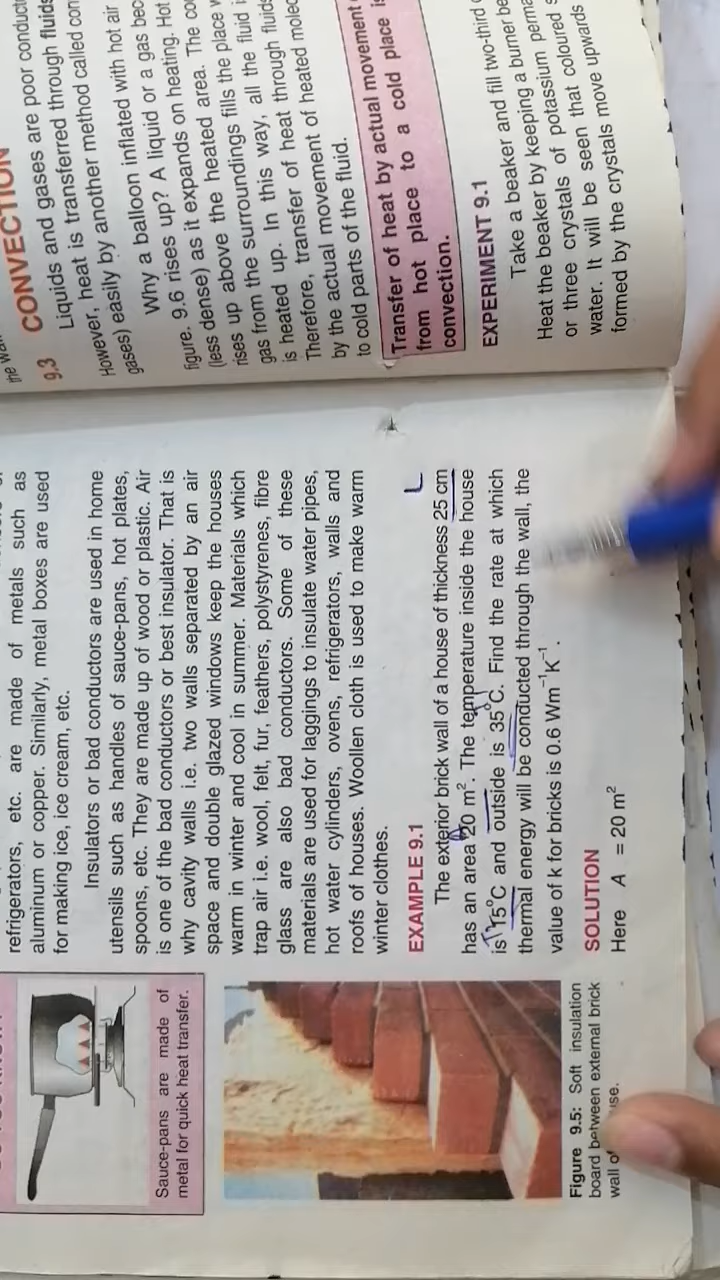 refrigerators, etc. are made of metals such as
aluminum or copper. Similarly, metal boxes are used
for making ice, ice cream, etc.
Insulators or bad conductors are used in home
utensils such as handles of sauce-pans, hot plates,
spoons, etc. They are made up of wood or plastic. Air
is one of the bad conductors or best insulator. That is
why cavity walls i.e. two walls separated by an air
space and double glazed windows keep the houses
warm in winter and cool in summer. Materials which
trap air i.e. wool, felt, fur, feathers, polystyrenes, fibre
glass are also bad conductors. Some of these
materials are used for laggings to insulate water pipes,
hot water cylinders, ovens, refrigerators, walls and
roofs of houses. Woollen cloth is used to make warm
winter clothes.
EXAMPLE 9.1
L
The exterior brick wall of a house of thickness 25 cm
has an area 20 m². The temperature inside the house
is 15°C and outside is 35°C. Find the rate at which
thermal energy will be conducted through the wall, the
value of k for bricks is 0.6 Wm⁻¹K⁻¹.
SOLUTION
Here A = 20 m²
Sauce-pans are made of
metal for quick heat transfer.
Figure 9.5: Soft insulation
board between external brick
wall
the wall
9.3 CONVECTION
Liquids and gases are poor
However, heat is transferred through fluids
gases) easily by another method called
Why a balloon inflated with hot air
figure. 9.6 rises up? A liquid or a gas
(less dense) as it expands on heating. Hot
rises up above the heated area. The
gas from the surroundings fills the place
is heated up. In this way, all the fluid
Therefore, transfer of heat through fluids
by the actual movement of heated
to cold parts of the fluid.
Transfer of heat by actual movement
from hot place to a cold place
convection.
EXPERIMENT 9.1
Take a beaker and fill two-third
Heat the beaker by keeping a burner
or three crystals of potassium
water. It will be seen that coloured
formed by the crystals move upwards